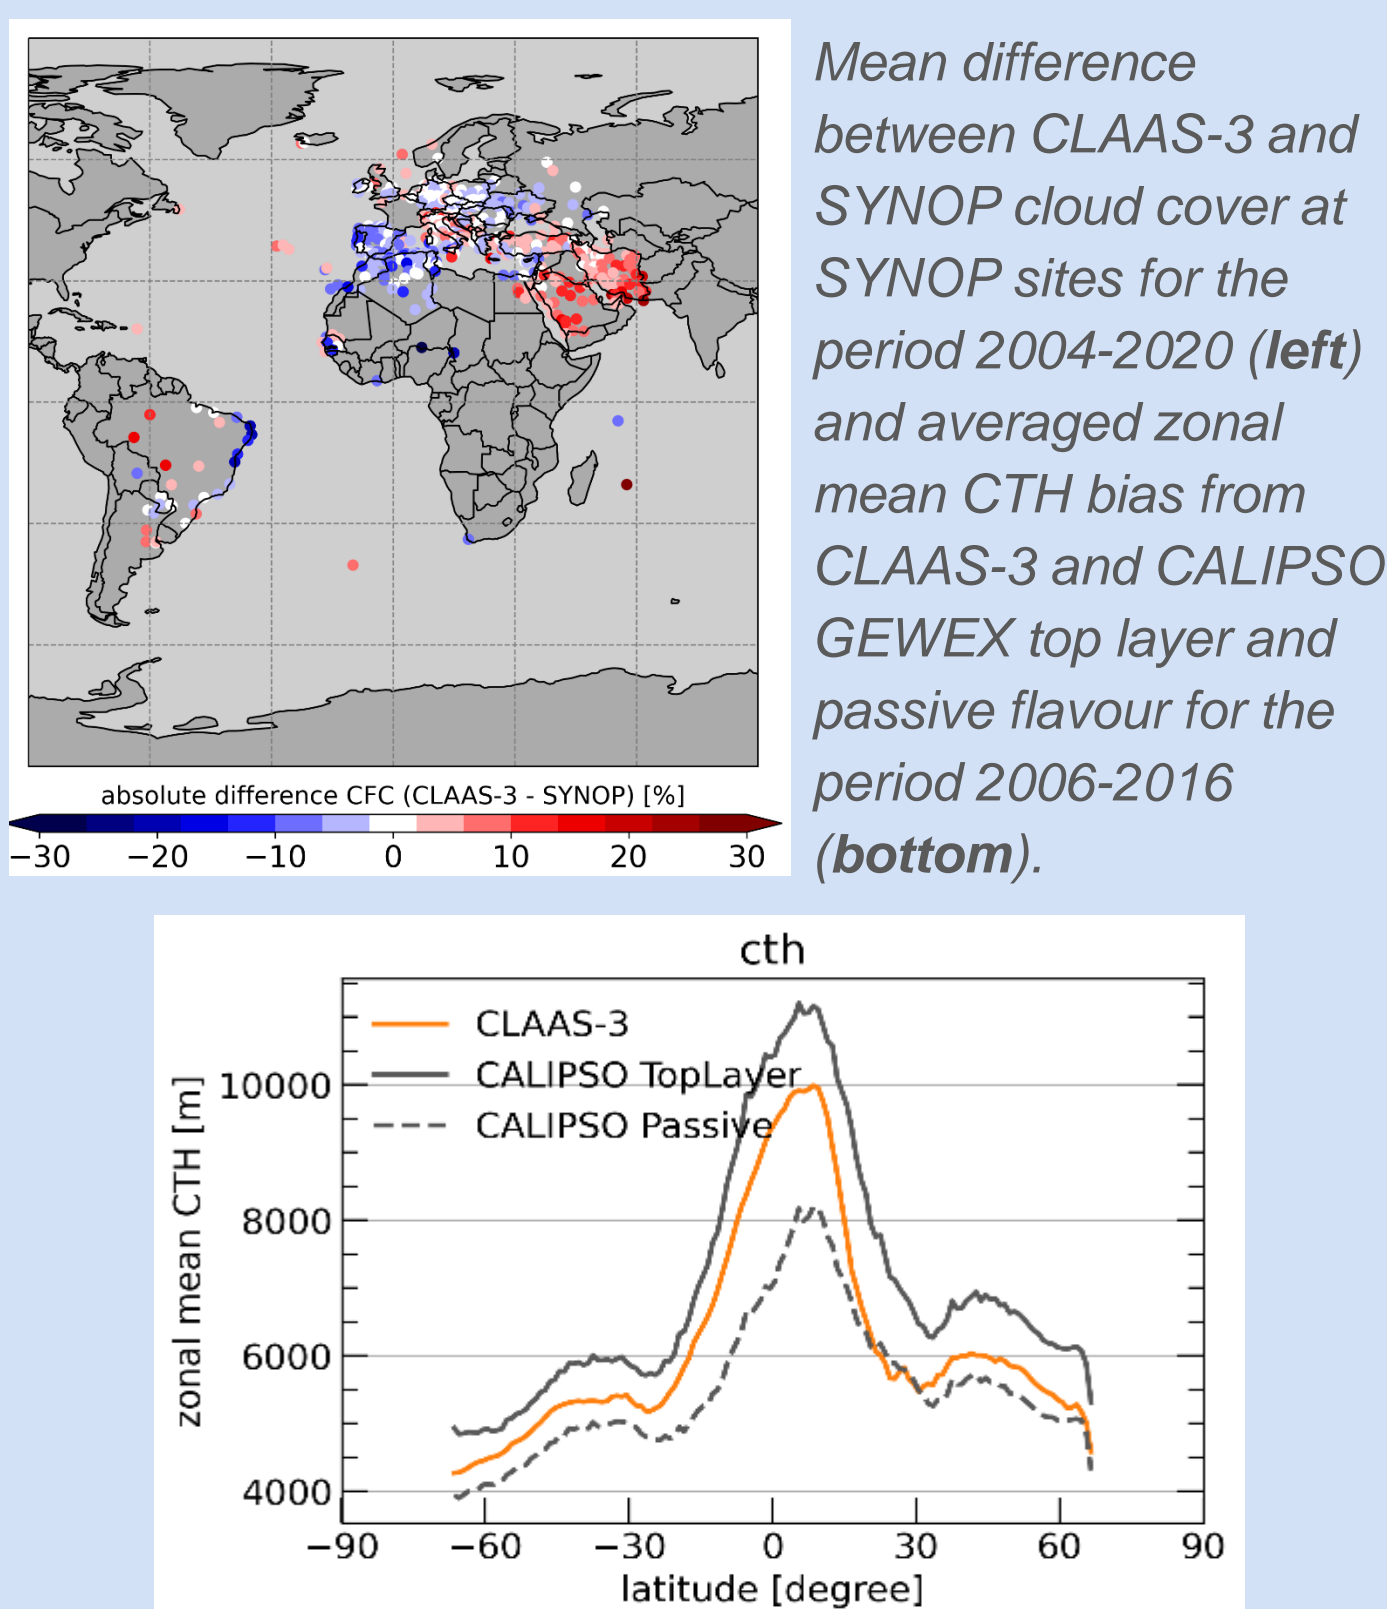 Mean difference
between CLAAS-3 and
SYNOP cloud cover at
SYNOP sites for the
period 2004-2020 (left)
and averaged zonal
mean CTH bias from
CLAAS-3 and CALIPSO
GEWEX top layer and
passive flavour for the
period 2006-2016
(bottom).
absolute difference CFC (CLAAS-3 - SYNOP) [%]
−30 −20 −10 0 10 20 30
cth
CLAAS-3
CALIPSO TopLayer
CALIPSO Passive
zonal mean CTH [m]
10000
8000
6000
4000
−90 −60 −30 0 30 60 90
latitude [degree]